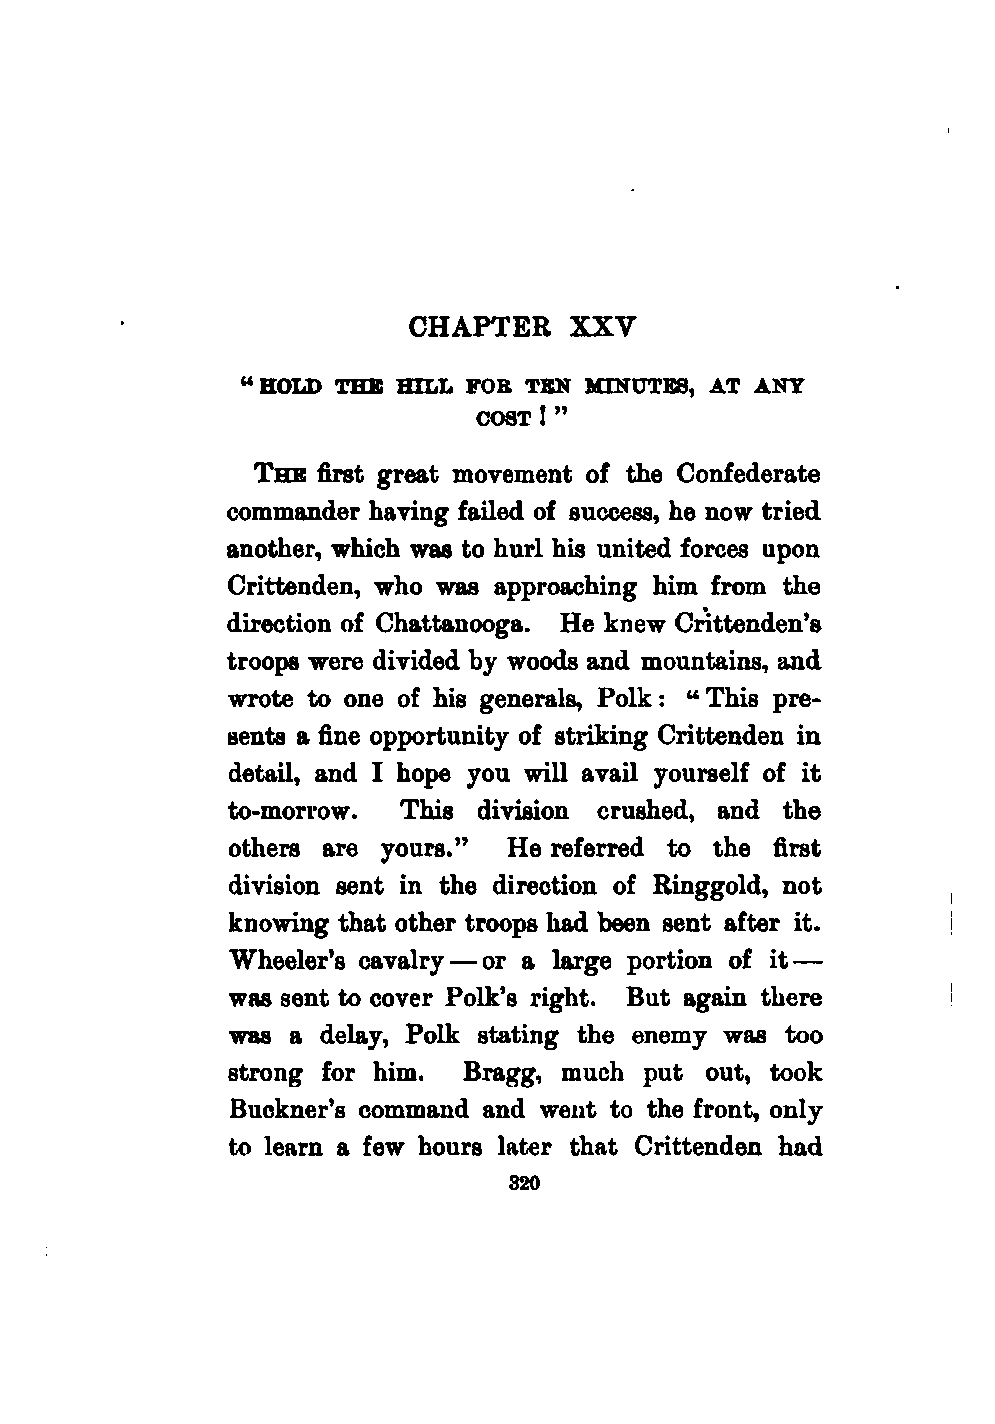 CHAPTER XXV
“HOLD THE HILL FOR TEN MINUTES, AT ANY
COST!”
THE first great movement of the Confederate
commander having failed of success, he now tried
another, which was to hurl his united forces upon
Crittenden, who was approaching him from the
direction of Chattanooga. He knew Crittenden’s
troops were divided by woods and mountains, and
wrote to one of his generals, Polk: “This pre-
sents a fine opportunity of striking Crittenden in
detail, and I hope you will avail yourself of it
to-morrow. This division crushed, and the
others are yours.” He referred to the first
division sent in the direction of Ringgold, not
knowing that other troops had been sent after it.
Wheeler’s cavalry—or a large portion of it—
was sent to cover Polk’s right. But again there
was a delay, Polk stating the enemy was too
strong for him. Bragg, much put out, took
Buckner’s command and went to the front, only
to learn a few hours later that Crittenden had
320